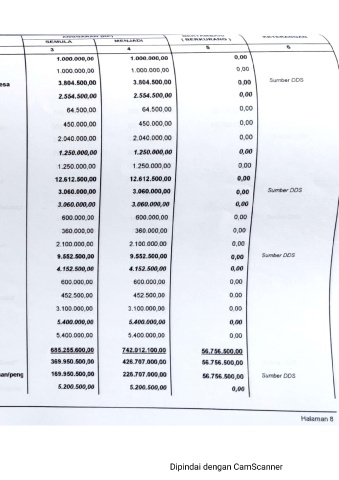 ANGGARAN (RP) BERTAMBAH KETERANGAN
SEMULA MENJADI ( BERKURANG )
3 4 5 6
1.000.000,00 1.000.000,00 0,00
1.000.000,00 1.000.000,00 0,00
esa 3.804.500,00 3.804.500,00 0,00 Sumber DDS
2.554.500,00 2.554.500,00 0,00
64.500,00 64.500,00 0,00
450.000,00 450.000,00 0,00
2.040.000,00 2.040.000,00 0,00
1.250.000,00 1.250.000,00 0,00
1.250.000,00 1.250.000,00 0,00
12.612.500,00 12.612.500,00 0,00
3.060.000,00 3.060.000,00 0,00 Sumber DDS
3.060.000,00 3.060.000,00 0,00
600.000,00 600.000,00 0,00
360.000,00 360.000,00 0,00
2.100.000,00 2.100.000,00 0,00
9.552.500,00 9.552.500,00 0,00 Sumber DDS
4.152.500,00 4.152.500,00 0,00
600.000,00 600.000,00 0,00
452.500,00 452.500,00 0,00
3.100.000,00 3.100.000,00 0,00
5.400.000,00 5.400.000,00 0,00
5.400.000,00 5.400.000,00 0,00
685.255.600,00 742.012.100,00 56.756.500,00
369.950.500,00 426.707.000,00 56.756.500,00
an/peng 169.950.500,00 226.707.000,00 56.756.500,00 Sumber DDS
5.200.500,00 5.200.500,00 0,00
Halaman 8
Dipindai dengan CamScanner